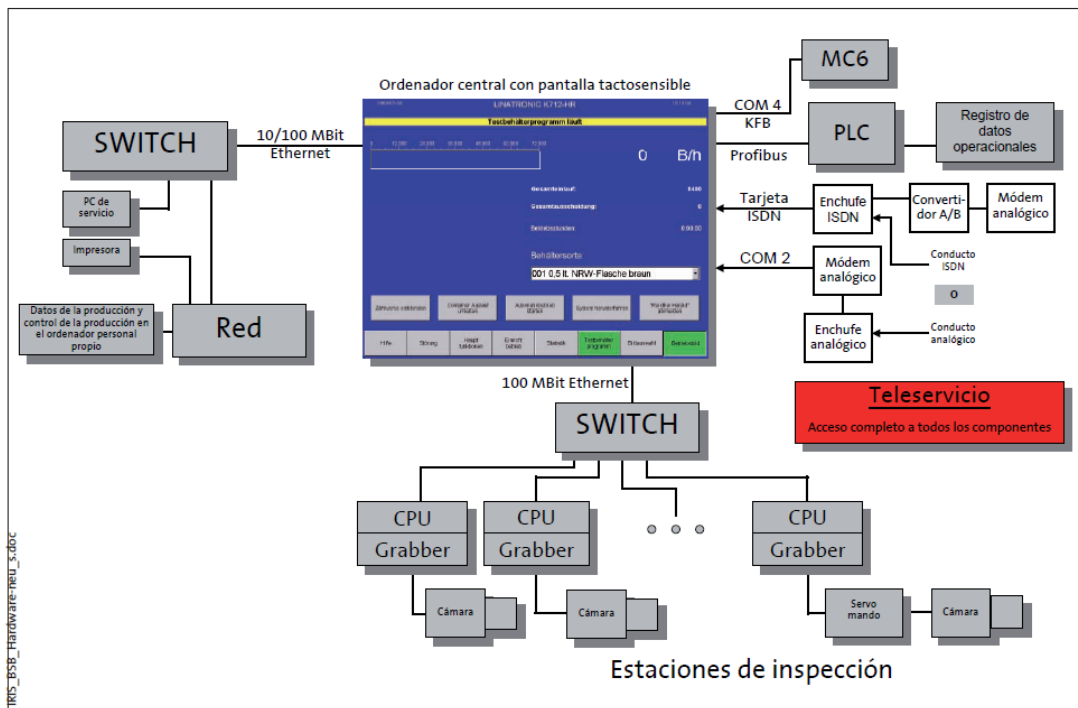 MC6
Ordenador central con pantalla tactosensible
LINATRONIC K712-HR
Testbehälterprogramm läuft
COM 4
KFB
SWITCH
10/100 MBit
Ethernet
PLC
Registro de
datos
operacionales
Profibus
0 B/h
PC de
servicio
Tarjeta
ISDN
Enchufe
ISDN
Converti-
dor A/B
Módem
analógico
Impresora
Behältersorte:
001 0,5 lt. NRW-Flasche braun
COM 2
Módem
analógico
Conducto
ISDN
o
Datos de la producción y
control de la producción en
el ordenador personal
propio
Red
Enchufe
analógico
Conducto
analógico
Störung
Statistik
100 MBit Ethernet
SWITCH
Teleservicio
Acceso completo a todos los componentes
CPU
Grabber
CPU
Grabber
CPU
Grabber
Cámara
Cámara
Servo
mando
Cámara
Estaciones de inspección
IRIS_BSB_Hardware-neu_s.doc